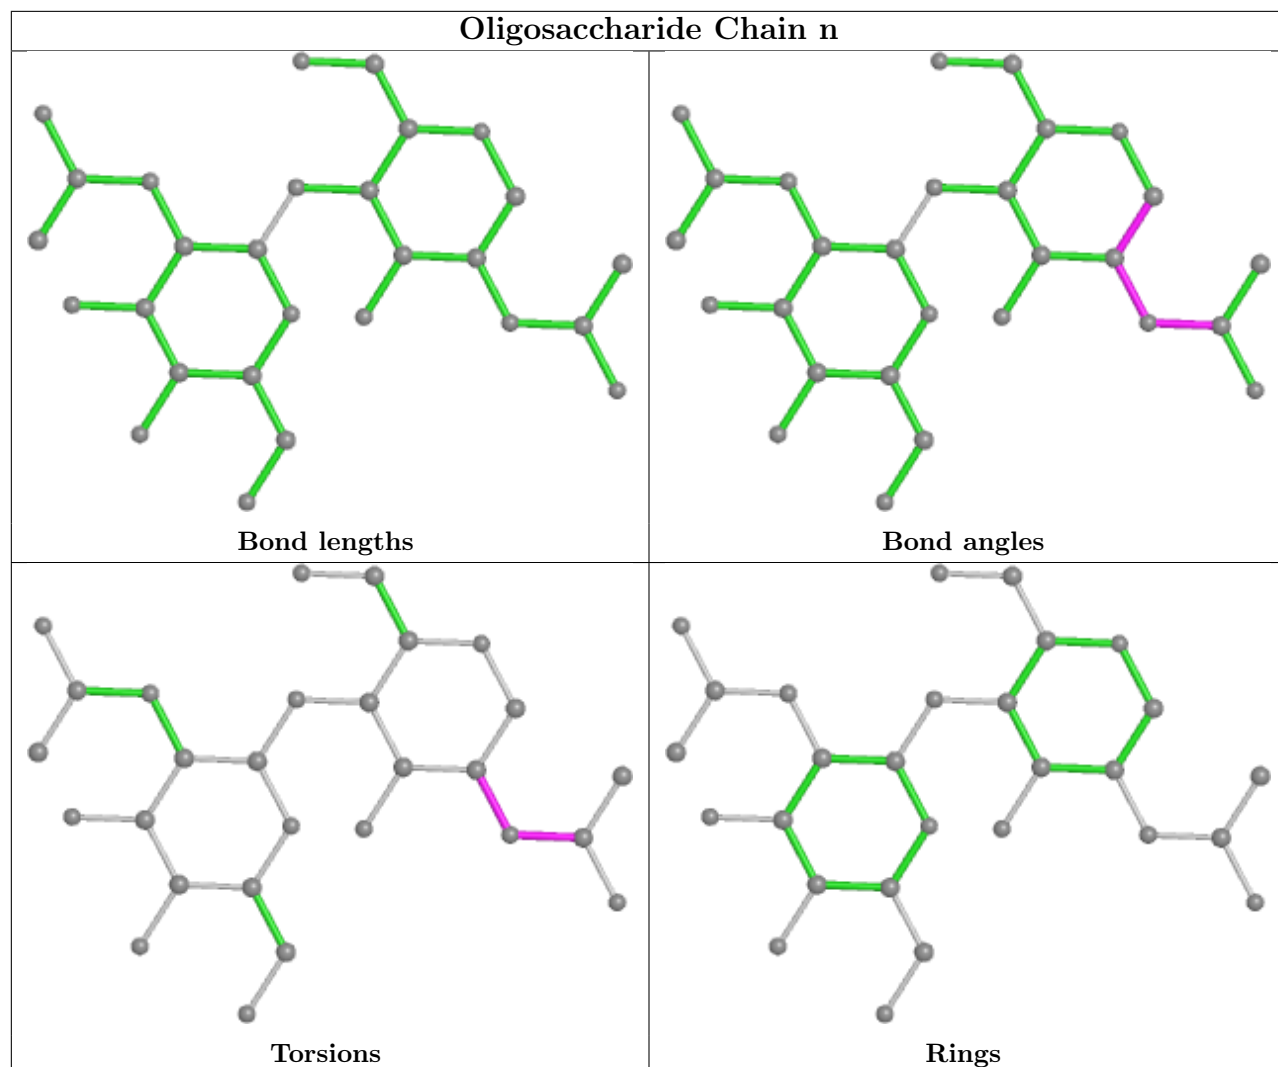 Oligosaccharide Chain n
Bond lengths
Bond angles
Torsions
Rings